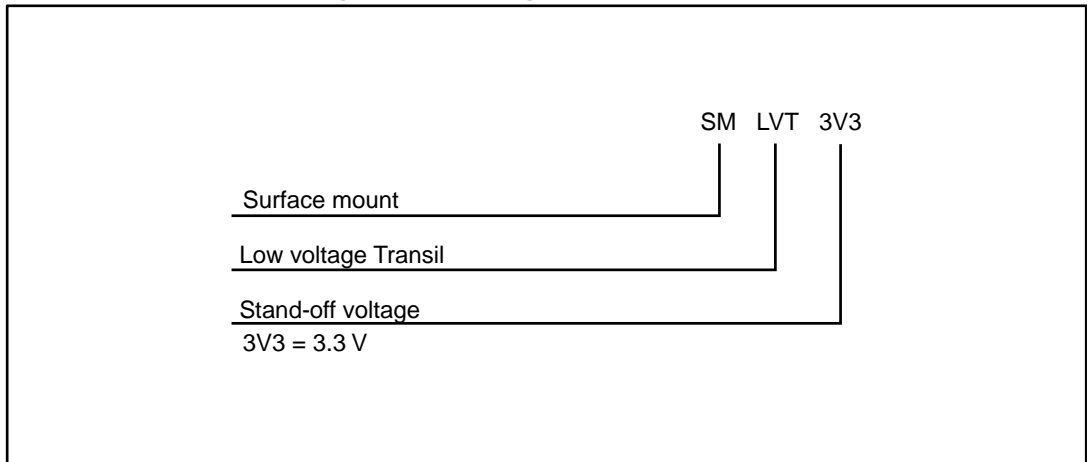 SM LVT 3V3
Surface mount
Low voltage Transil
Stand-off voltage
3V3 = 3.3 V